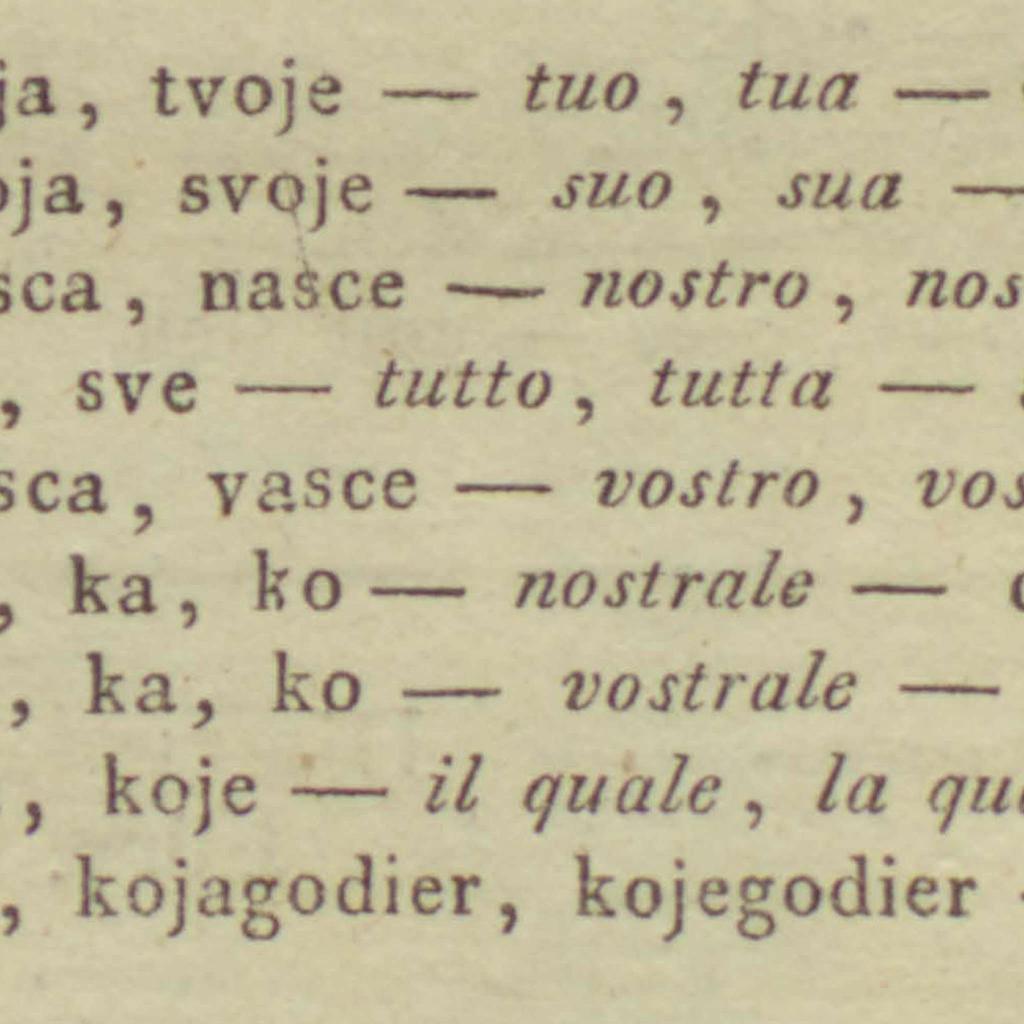 ja, tvoje — tuo, tua —
oja, svoje — suo, sua —
sca, nasce — nostro, nos
, sve — tutto, tutta —
sca, vasce — vostro, vos
, ka, ko — nostrale —
, ka, ko — vostrale —
, koje — il quale, la qua
, kojagodier, kojegodier